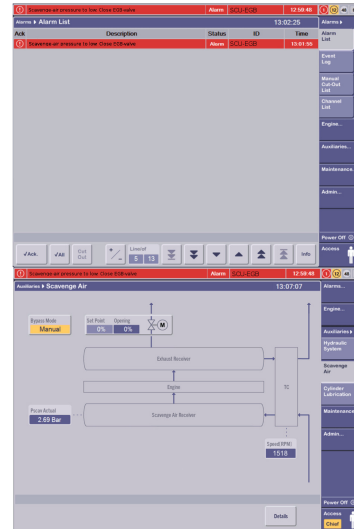 Scavenge-air pressure to low: Close EGB-valve Alarm SCU-EGB 12:59:48
Alarms Alarm List 13:02:25
Ack Description Status ID Time
Scavenge-air pressure to low: Close EGB-valve Alarm SCU-EGB 13:01:59
Alarms
Alarm List
Event Log
Manual Cut-Out List
Channel List
Engine...
Auxiliaries...
Maintenance
Admin...
Power Off
Access
√Ack. √All Cut Out +/- Line/of 5 13 Info
Scavenge-air pressure to low: Close EGB-valve Alarm SCU-EGB 12:59:48
Auxiliaries Scavenge Air 13:07:07
Alarms...
Engine...
Auxiliaries
Hydraulic System
Scavenge Air
Cylinder Lubrication
Maintenance
Admin...
Power Off
Access
Chief
Bypass Mode
Manual
Set Point Opening
0% 0%
M
Exhaust Receiver
Engine
TC
Pscav Actual
2.69 Bar
Scavenge Air Receiver
Speed [RPM]
1518
Details